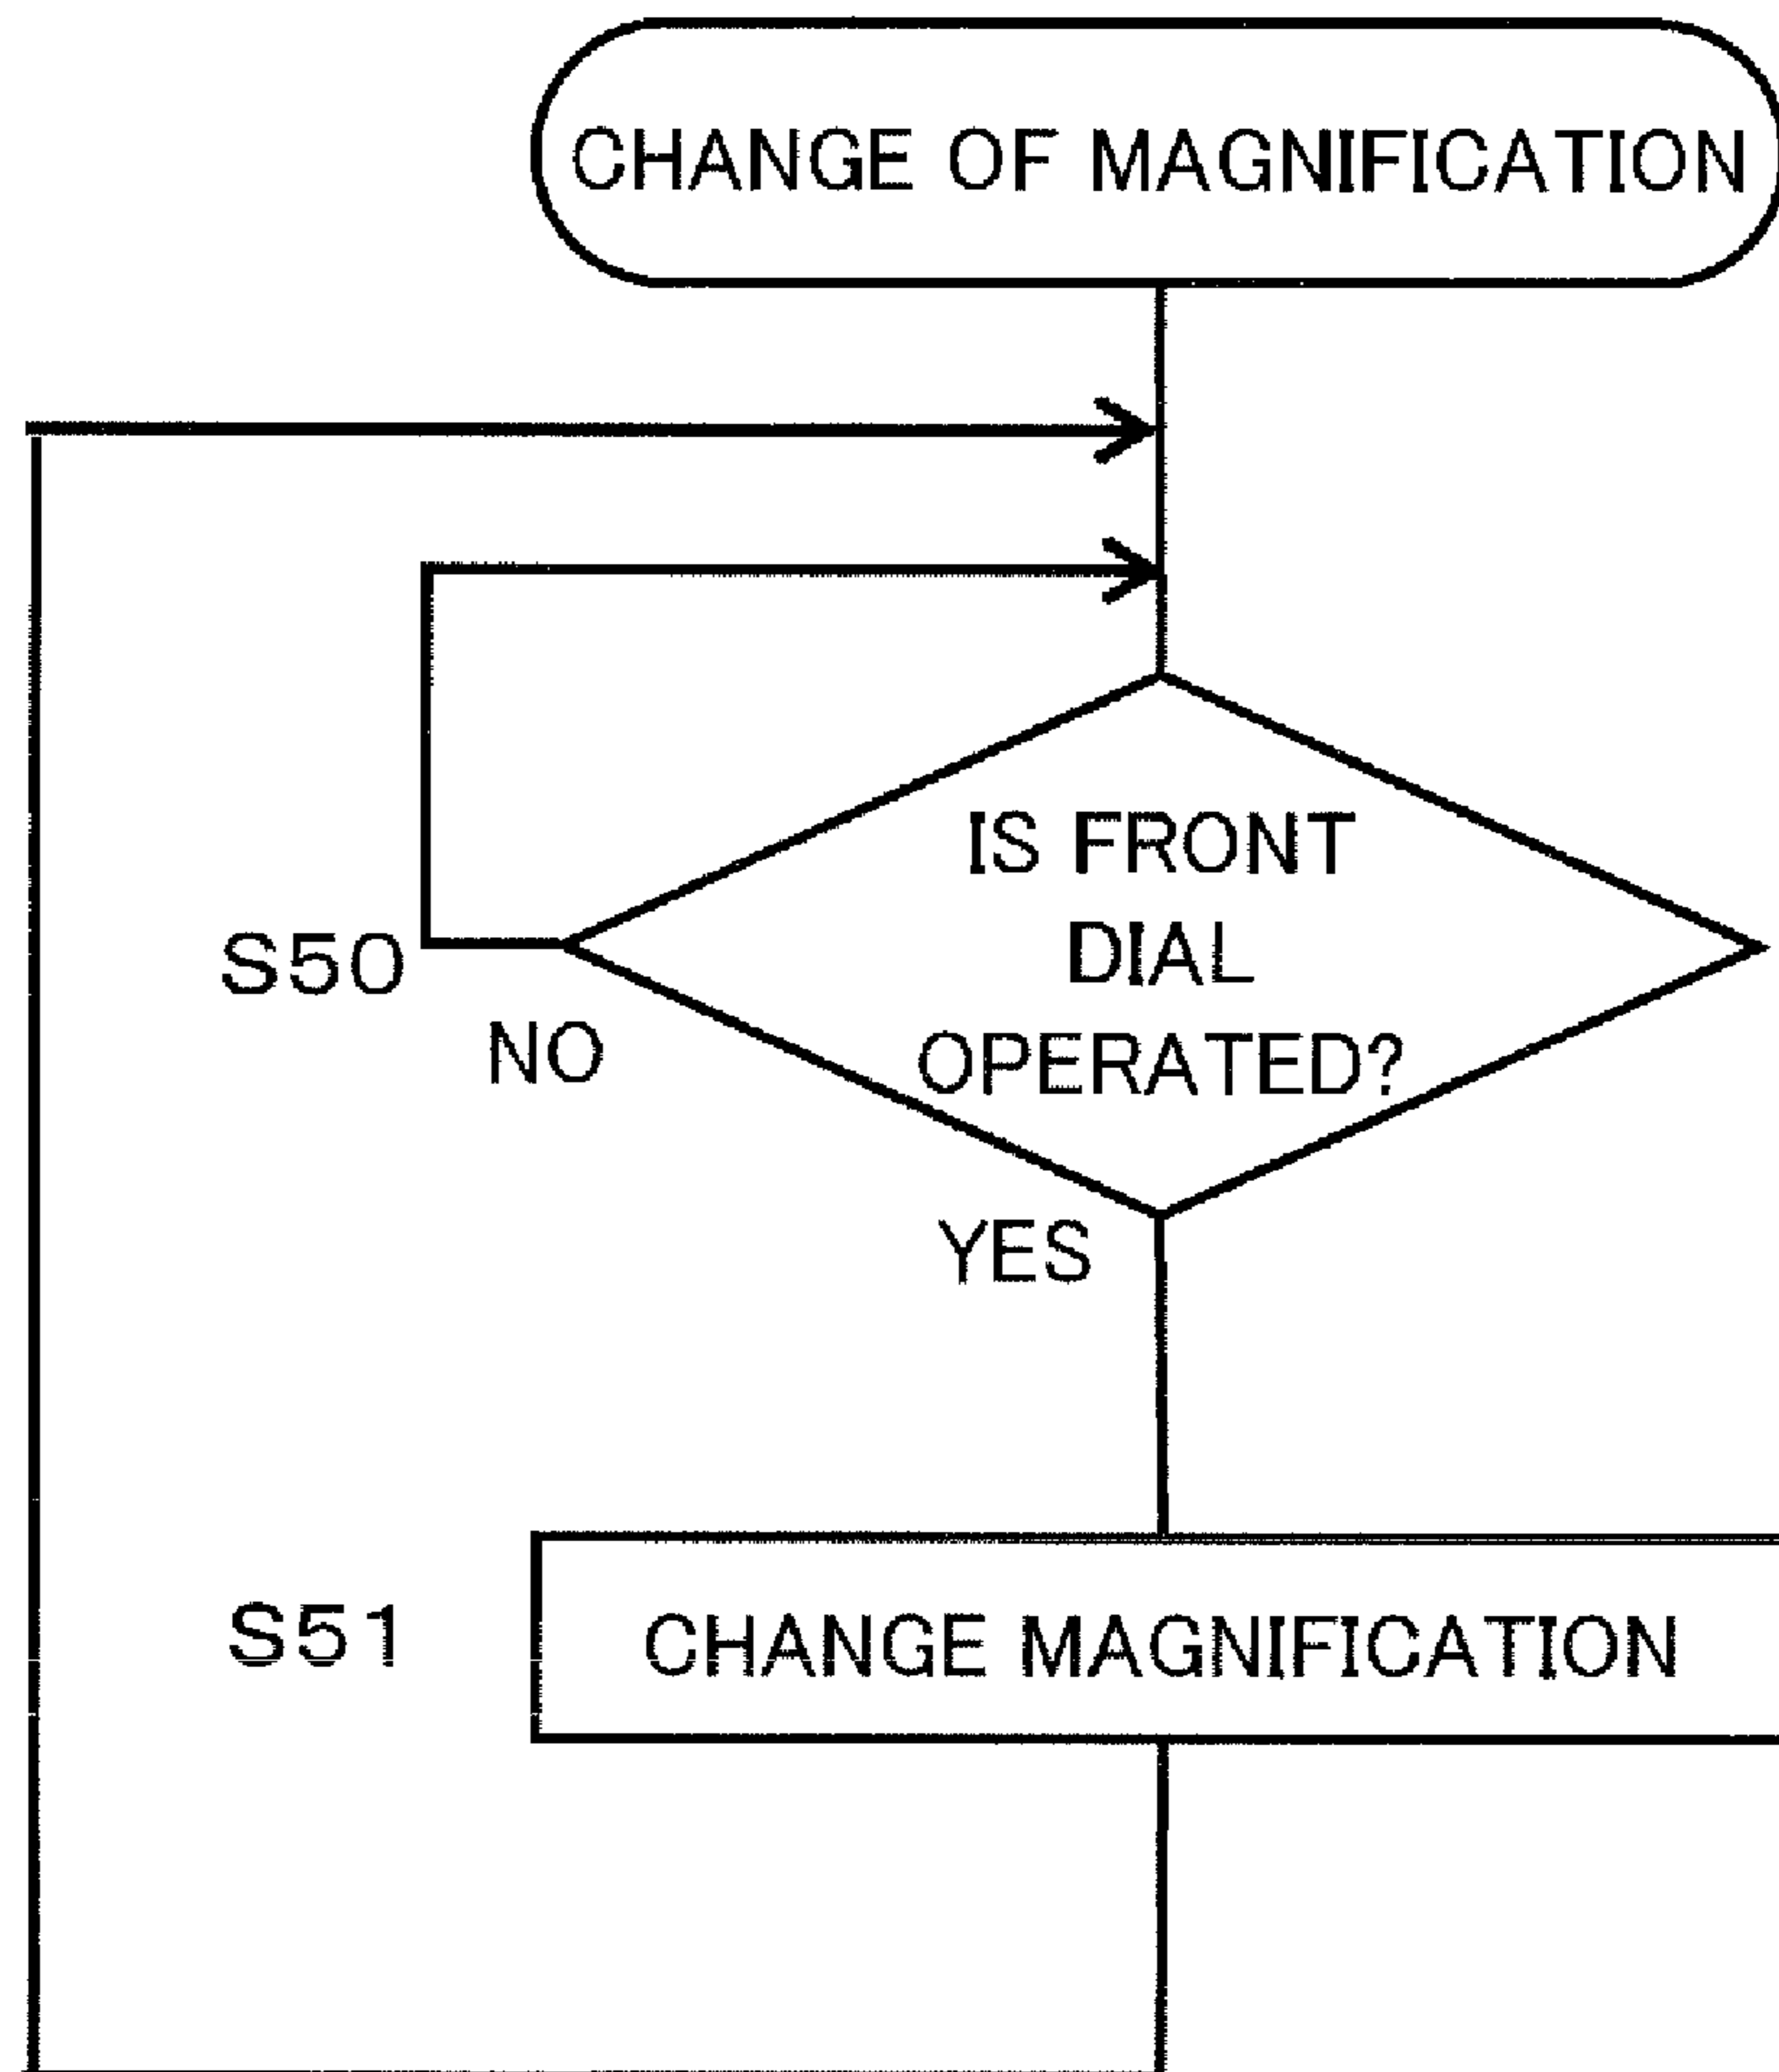 CHANGE OF MAGNIFICATION
IS FRONT
DIAL
OPERATED?
S50
NO
YES
S51
CHANGE MAGNIFICATION